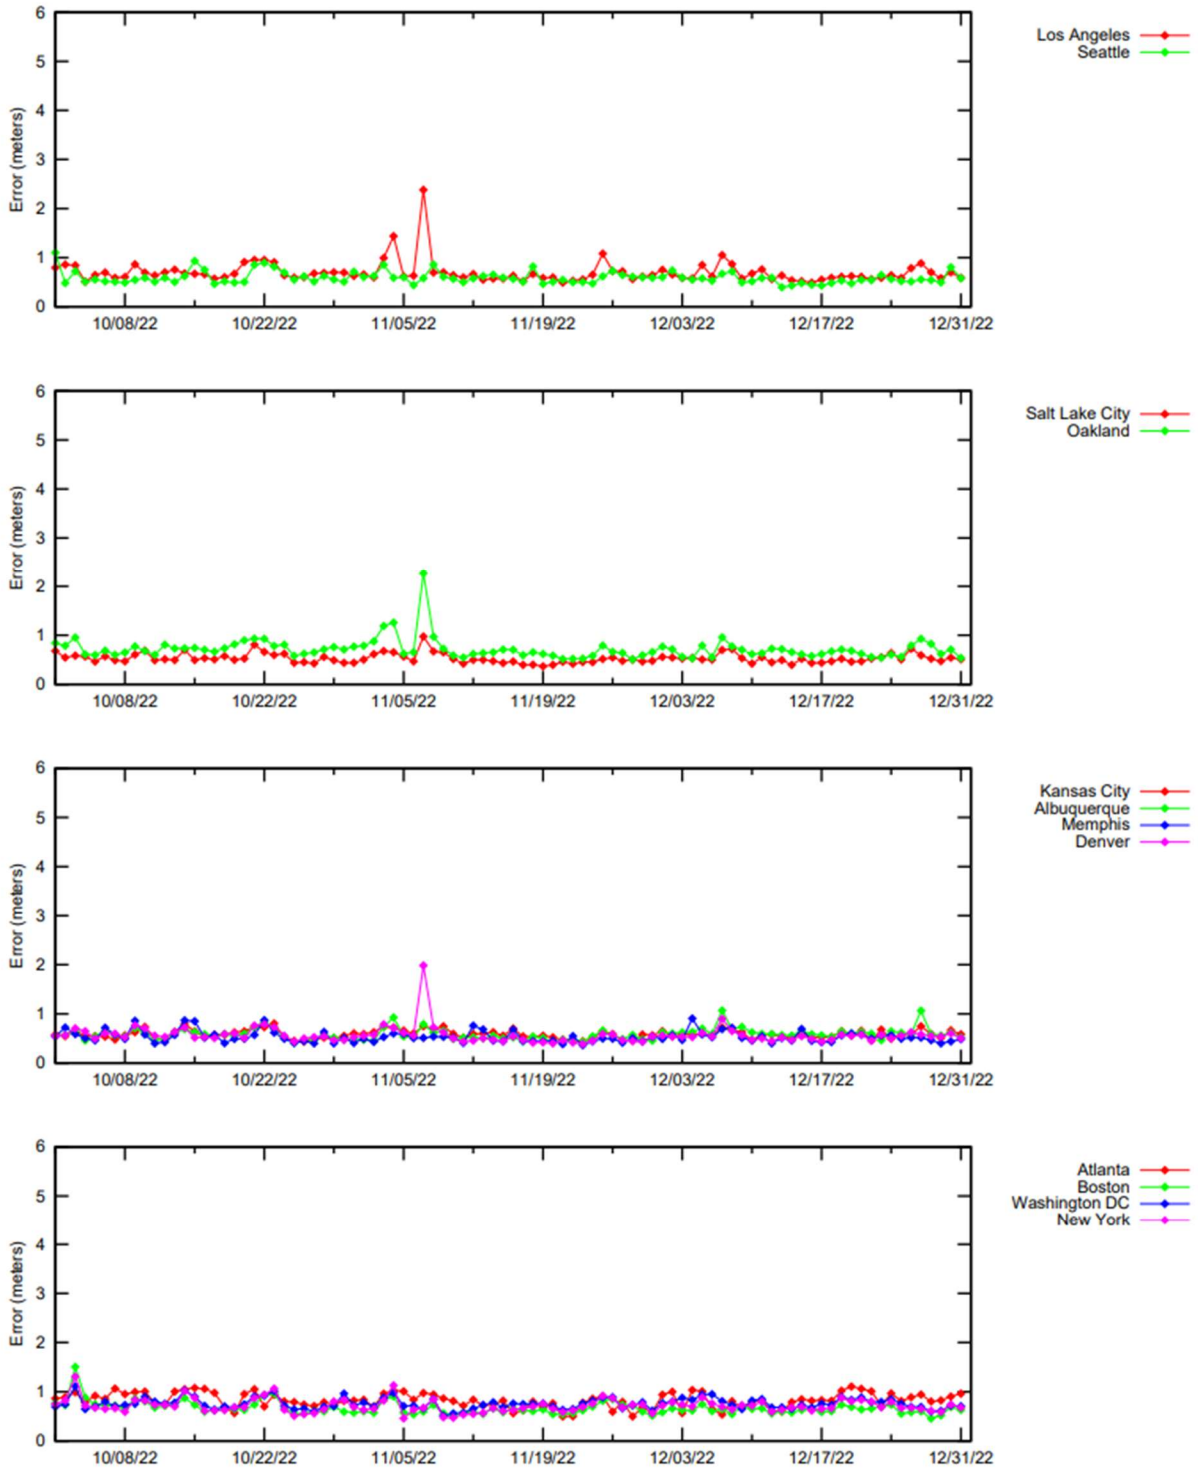 6
5
4
3
2
1
0
Error (meters)
10/08/22 10/22/22 11/05/22 11/19/22 12/03/22 12/17/22 12/31/22
Los Angeles
Seattle
6
5
4
3
2
1
0
Error (meters)
10/08/22 10/22/22 11/05/22 11/19/22 12/03/22 12/17/22 12/31/22
Salt Lake City
Oakland
6
5
4
3
2
1
0
Error (meters)
10/08/22 10/22/22 11/05/22 11/19/22 12/03/22 12/17/22 12/31/22
Kansas City
Albuquerque
Memphis
Denver
6
5
4
3
2
1
0
Error (meters)
10/08/22 10/22/22 11/05/22 11/19/22 12/03/22 12/17/22 12/31/22
Atlanta
Boston
Washington DC
New York